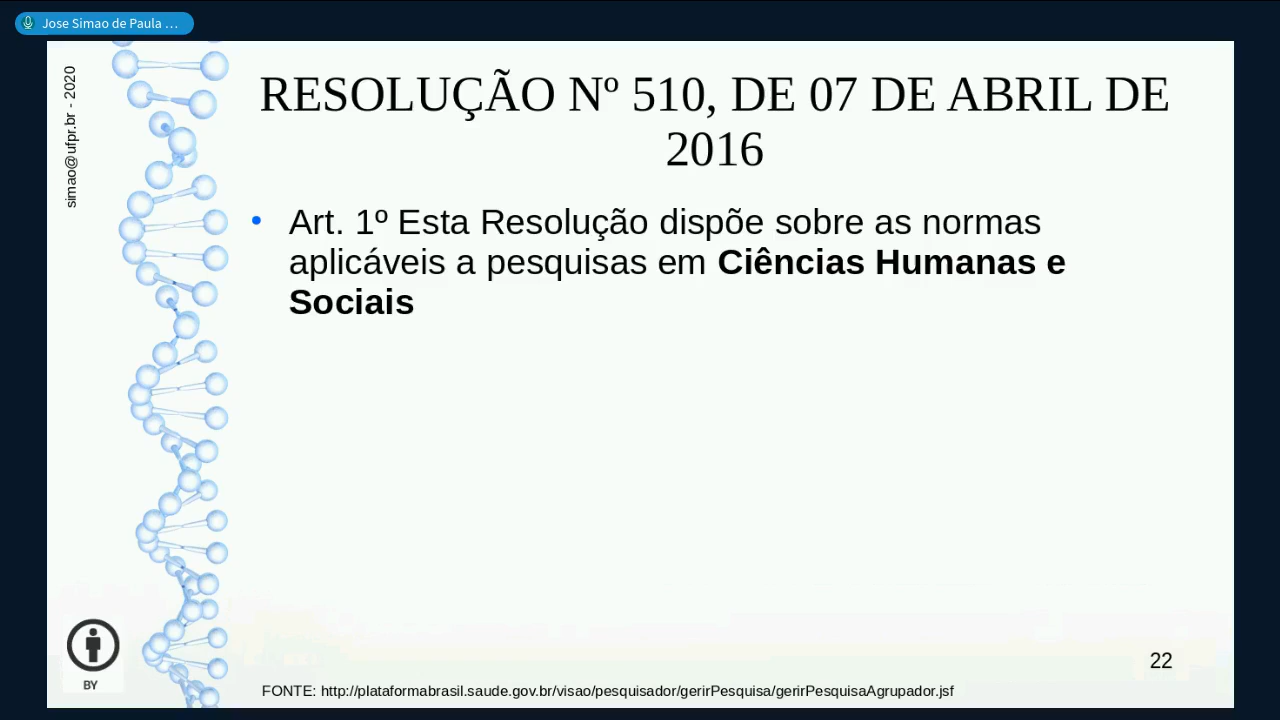 Jose Simao de Paula ...
simao@ufpr.br - 2020
RESOLUÇÃO Nº 510, DE 07 DE ABRIL DE
2016
• Art. 1º Esta Resolução dispõe sobre as normas
aplicáveis a pesquisas em Ciências Humanas e
Sociais
BY
22
FONTE: http://plataformabrasil.saude.gov.br/visao/pesquisador/gerirPesquisa/gerirPesquisaAgrupador.jsf